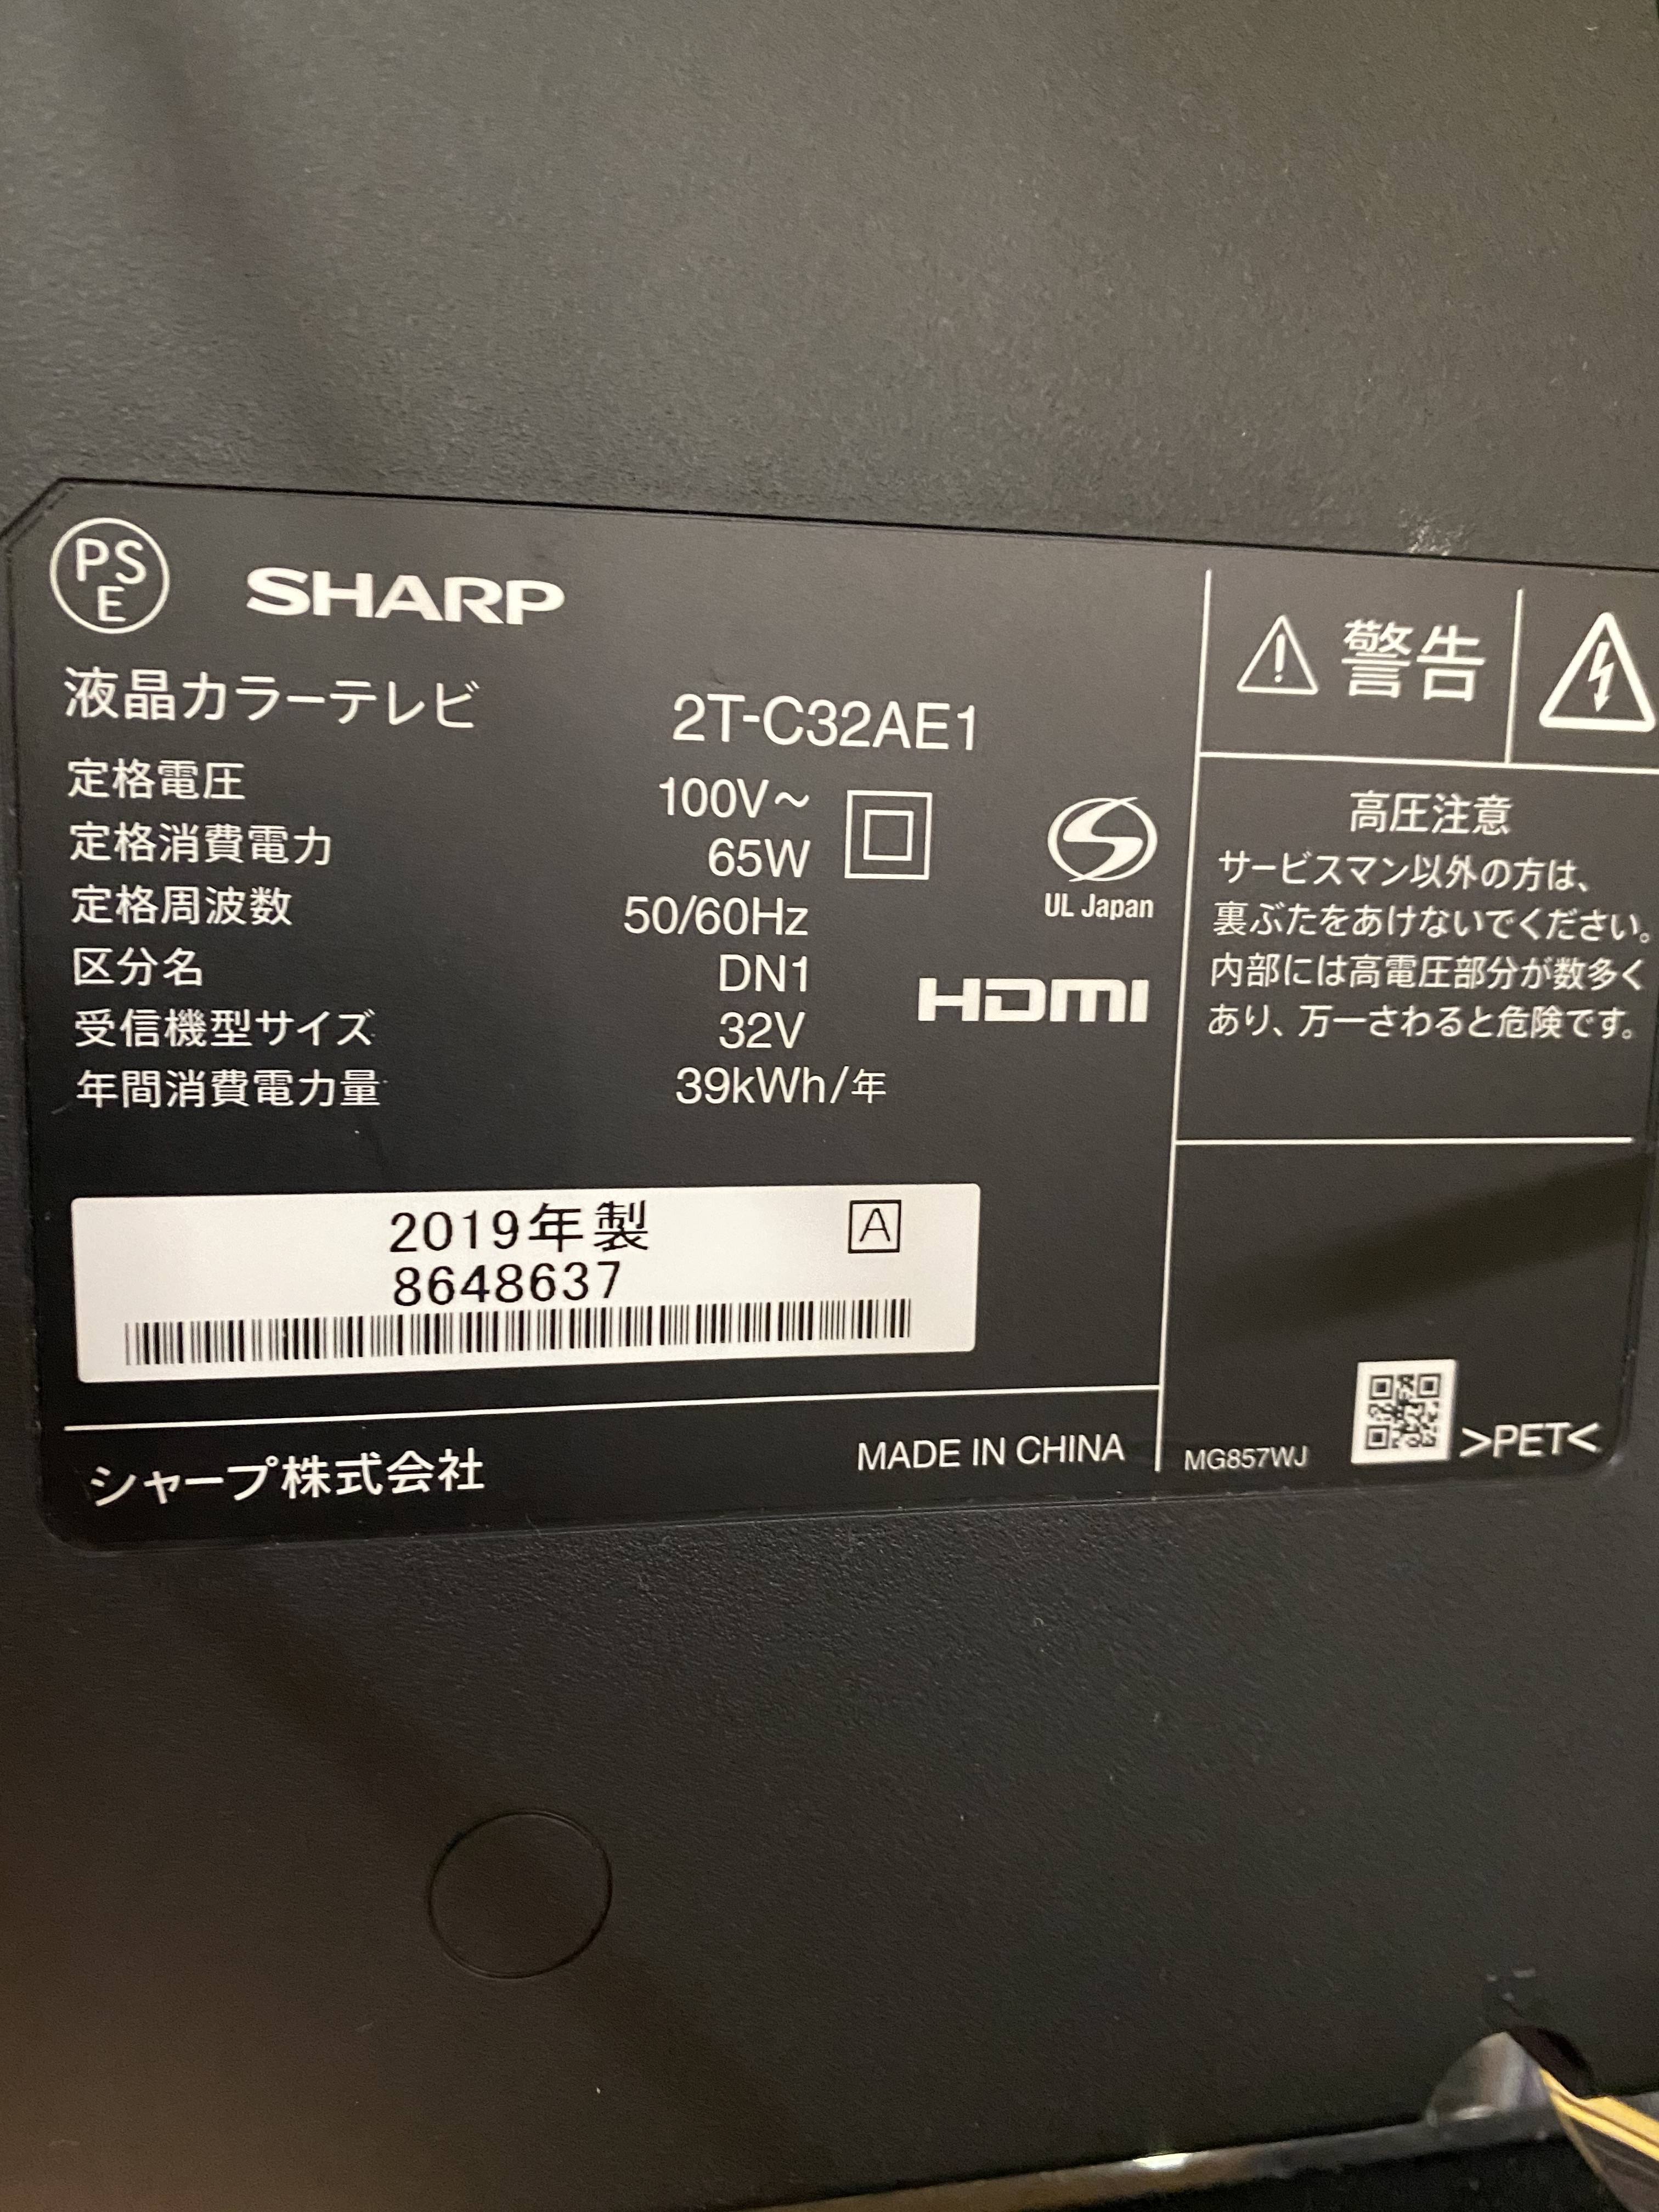 PS
E
SHARP
液晶カラーテレビ 2T-C32AE1
定格電圧 100V～
定格消費電力 65W
定格周波数 50/60Hz
区分名 DN1
受信機型サイズ 32V
年間消費電力量 39kWh/年
UL Japan
HDMI
2019年製 A
8648637
シャープ株式会社 MADE IN CHINA
警告
高圧注意
サービスマン以外の方は、
裏ぶたをあけないでください。
内部には高電圧部分が数多く
あり、万一さわると危険です。
MG857WJ >PET<